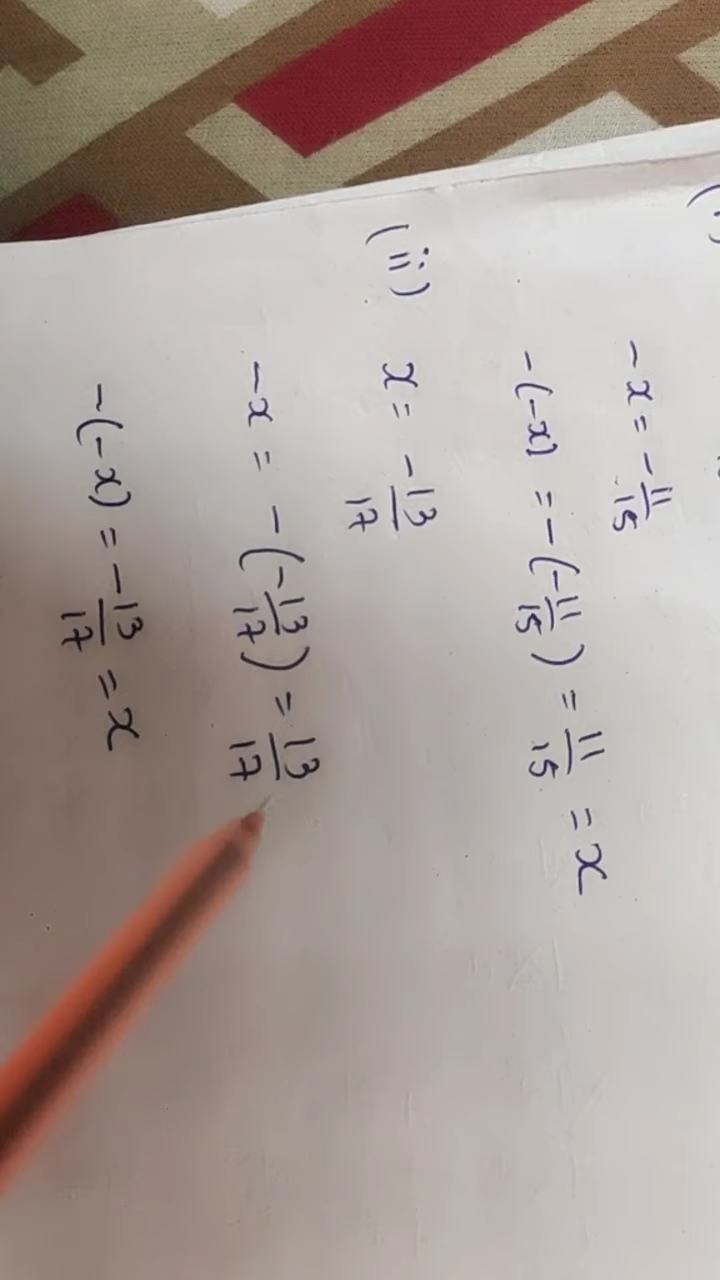 -x = -11/15
-(-x) = -(-11/15) = 11/15 = x
(ii) x = -13/17
-x = -(-13/17) = 13/17
-(-x) = -13/17 = x